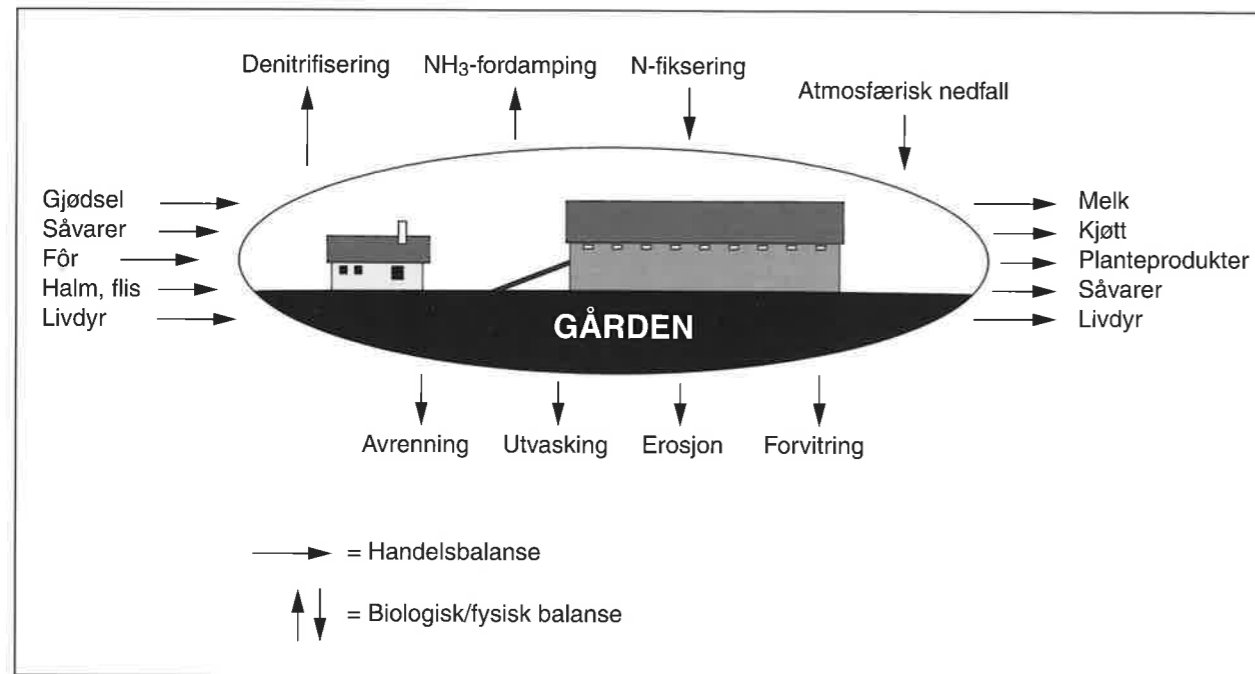 Denitrifisering
NH3-fordamping
N-fiksering
Atmosfærisk nedfall
Gjødsel
Såvarer
Fôr
Halm, flis
Livdyr
Melk
Kjøtt
Planteprodukter
Såvarer
Livdyr
GÅRDEN
Avrenning
Utvasking
Erosjon
Forvitring
= Handelsbalanse
= Biologisk/fysisk balanse